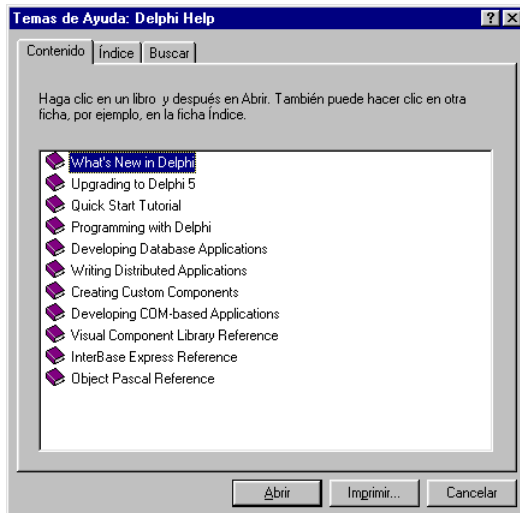 Temas de Ayuda: Delphi Help
Contenido Índice Buscar
Haga clic en un libro y después en Abrir. También puede hacer clic en otra
ficha, por ejemplo, en la ficha Índice.
What's New in Delphi
Upgrading to Delphi 5
Quick Start Tutorial
Programming with Delphi
Developing Database Applications
Writing Distributed Applications
Creating Custom Components
Developing COM-based Applications
Visual Component Library Reference
InterBase Express Reference
Object Pascal Reference
Abrir Imprimir... Cancelar